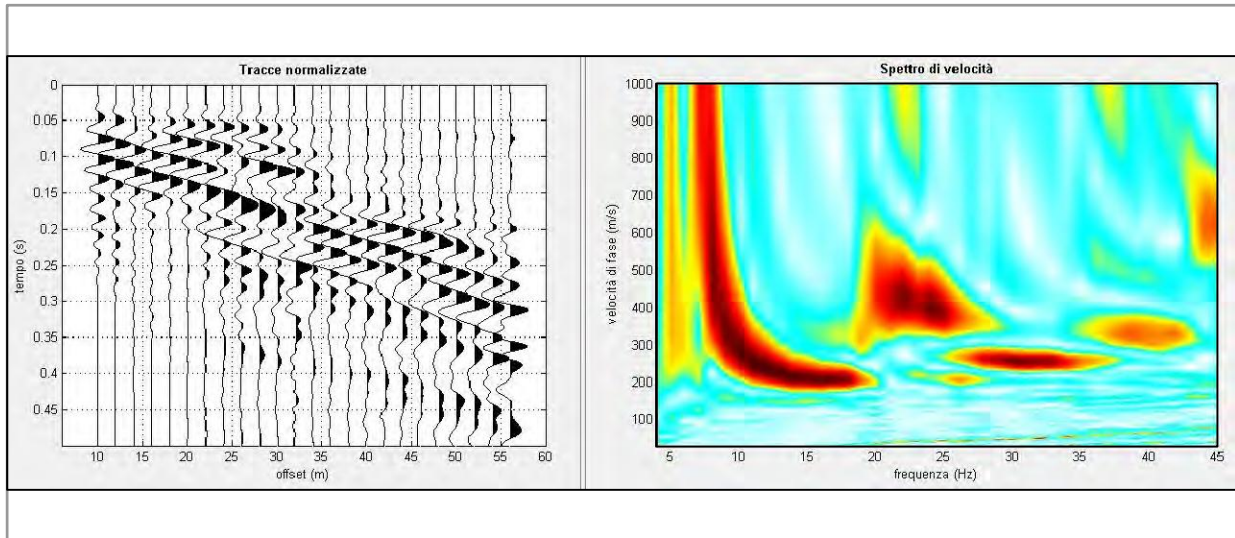 Tracce normalizzate
0
0.05
0.1
0.15
0.2
0.25
0.3
0.35
0.4
0.45
tempo (s)
10 15 20 25 30 35 40 45 50 55 60
offset (m)
Spettro di velocità
1000
900
800
700
600
500
400
300
200
100
velocità di fase (m/s)
5 10 15 20 25 30 35 40 45
frequenza (Hz)